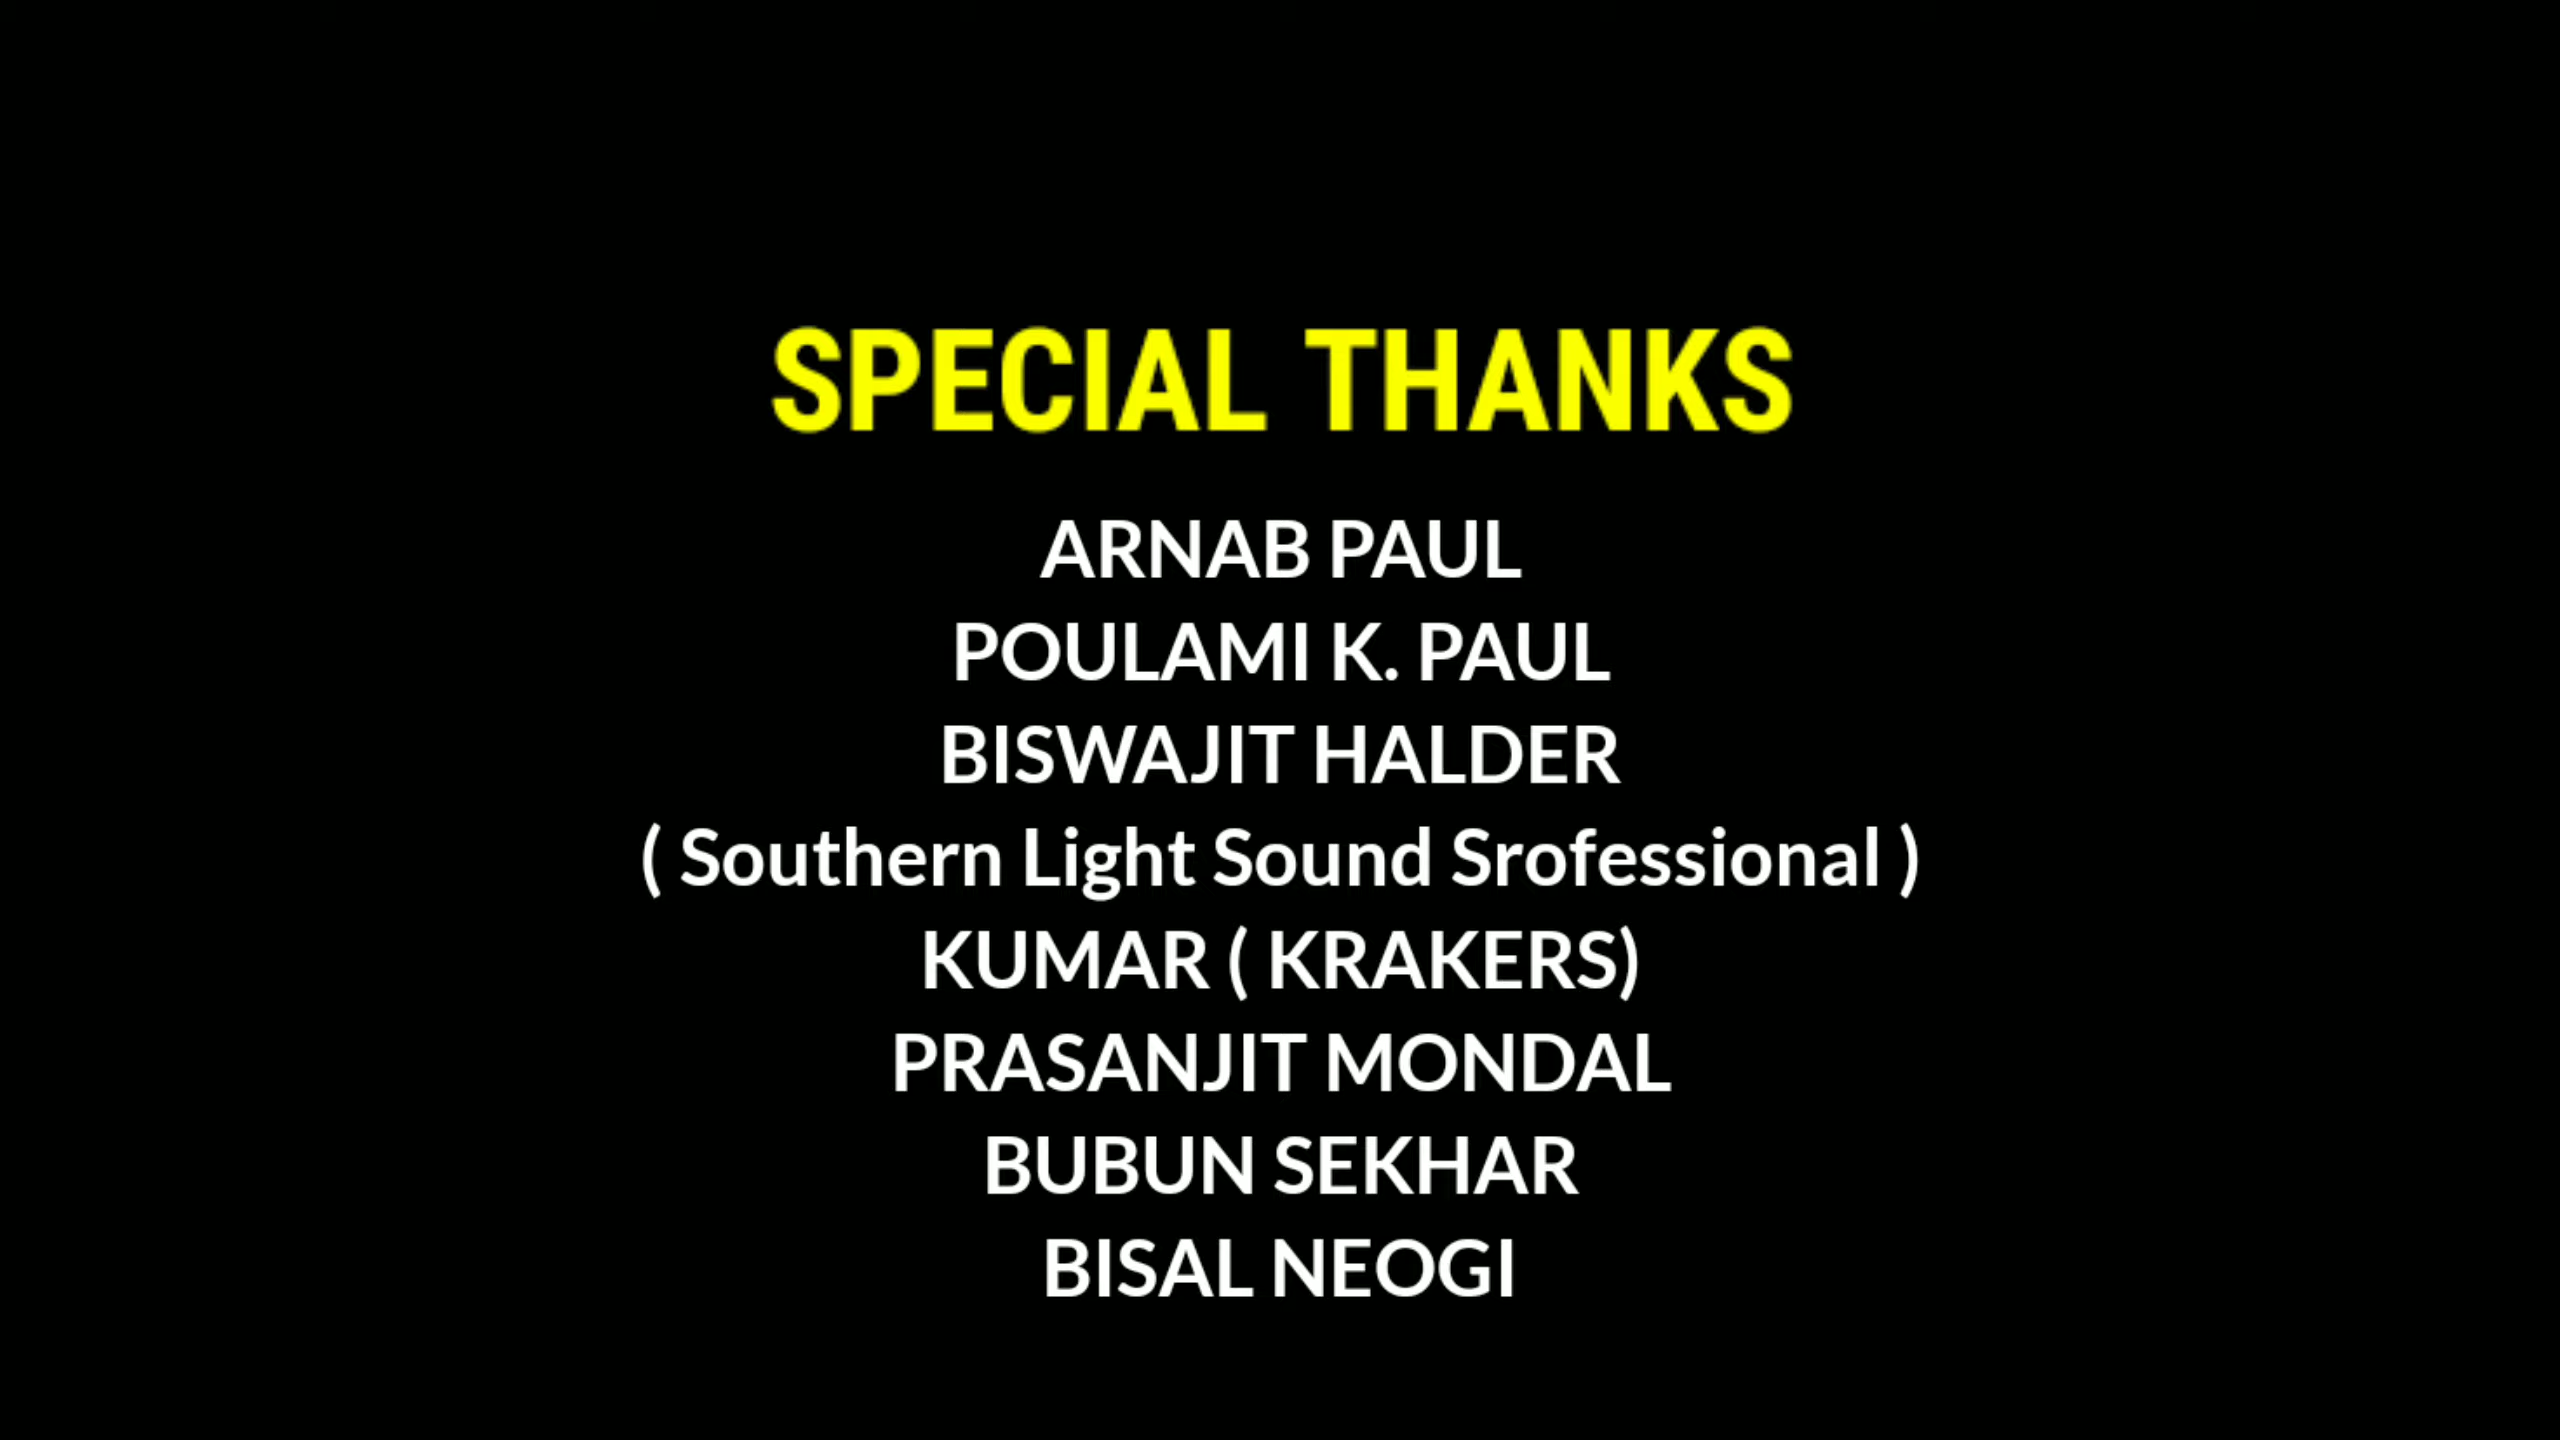 SPECIAL THANKS
ARNAB PAUL
POULAMI K. PAUL
BISWAJIT HALDER
( Southern Light Sound Srofessional )
KUMAR ( KRAKERS)
PRASANJIT MONDAL
BUBUN SEKHAR
BISAL NEOGI